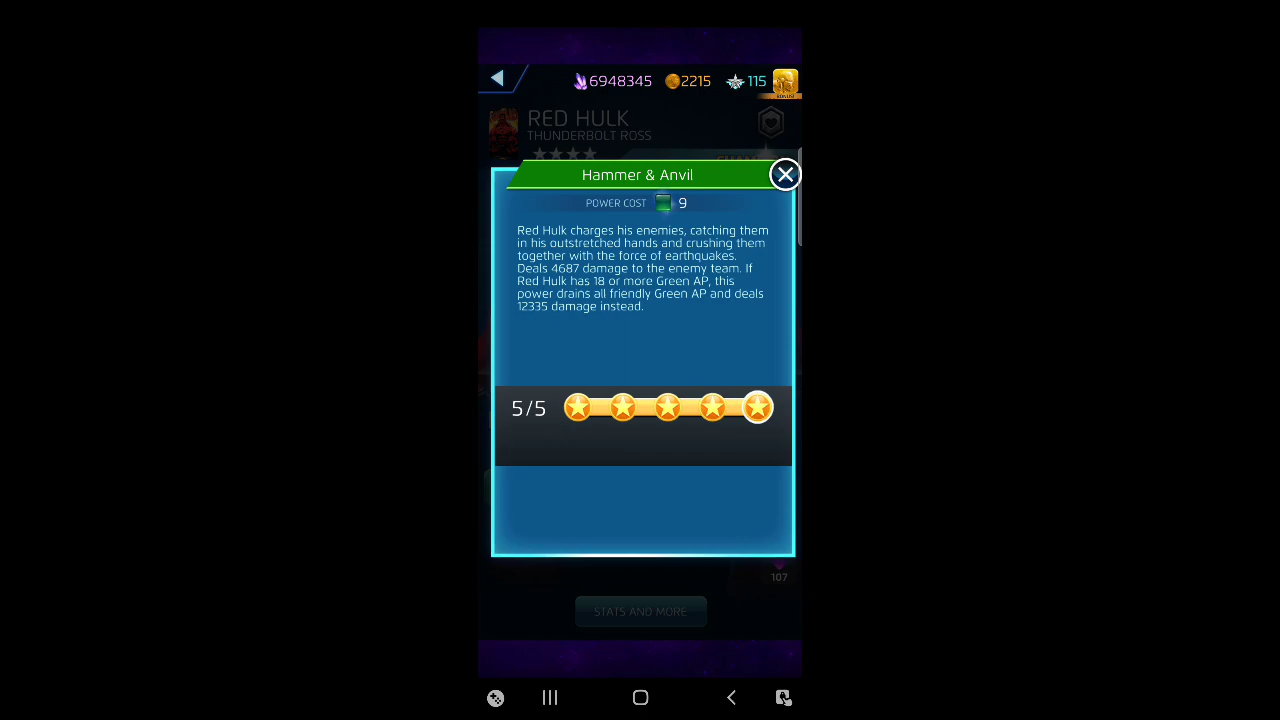 6948345 2215 115
BONUS!
RED HULK
THUNDERBOLT ROSS
Hammer & Anvil
POWER COST 9
Red Hulk charges his enemies, catching them
in his outstretched hands and crushing them
together with the force of earthquakes.
Deals 4687 damage to the enemy team. If
Red Hulk has 18 or more Green AP, this
power drains all friendly Green AP and deals
12335 damage instead.
5/5
107
STATS AND MORE